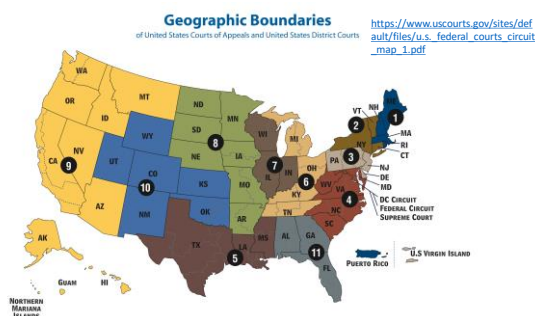 Geographic Boundaries
of United States Courts of Appeals and United States District Courts
https://www.uscourts.gov/sites/def
ault/files/u.s._federal_courts_circuit
_map_1.pdf
WA
MT
ND
MN
OR
ID
SD
WI
MI
VT
NH
ME
1
2
MA
WY
8
NY
RI
CT
NV
NE
IA
7
PA
3
CA
9
UT
CO
10
IL
IN
OH
6
NJ
DE
MD
KS
MO
KY
WV
VA
4
DC CIRCUIT
FEDERAL CIRCUIT
SUPREME COURT
AZ
NM
OK
AR
TN
NC
SC
AK
TX
5
LA
MS
AL
GA
11
FL
PUERTO RICO
U.S VIRGIN ISLAND
GUAM
HI
NORTHERN
MARIANA
ISLANDS